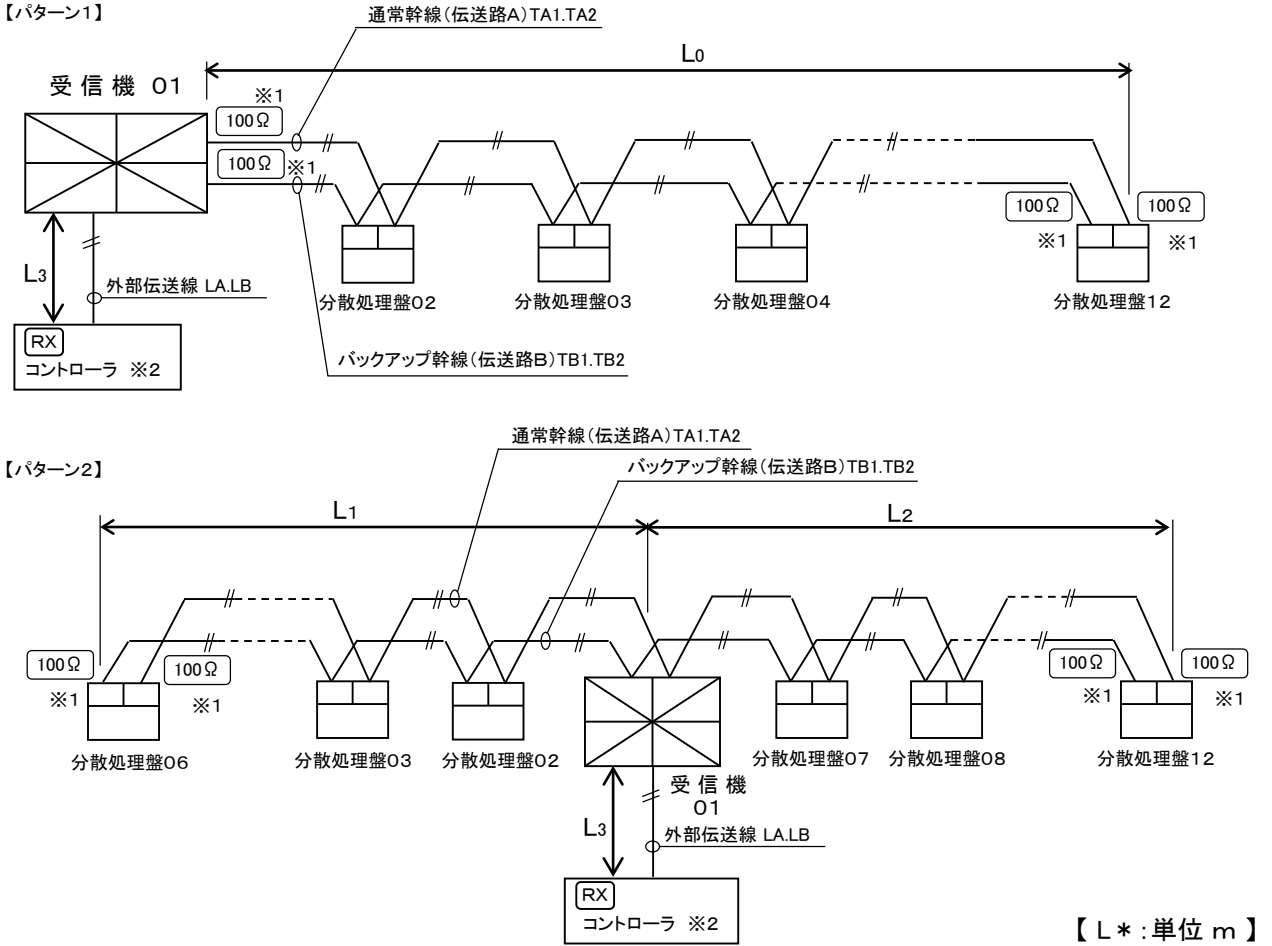 【パターン1】
通常幹線(伝送路A)TA1.TA2
L0
受信機 01
※1
100Ω
100Ω
※1
100Ω
100Ω
※1
※1
L3
外部伝送線 LA.LB
分散処理盤02
分散処理盤03
分散処理盤04
分散処理盤12
RX
コントローラ ※2
バックアップ幹線(伝送路B)TB1.TB2
通常幹線(伝送路A)TA1.TA2
【パターン2】
バックアップ幹線(伝送路B)TB1.TB2
L1
L2
100Ω
100Ω
100Ω
100Ω
※1
※1
※1
※1
分散処理盤06
分散処理盤03
分散処理盤02
分散処理盤07
分散処理盤08
分散処理盤12
受信機
01
L3
外部伝送線 LA.LB
RX
コントローラ ※2
【L*:単位 m】